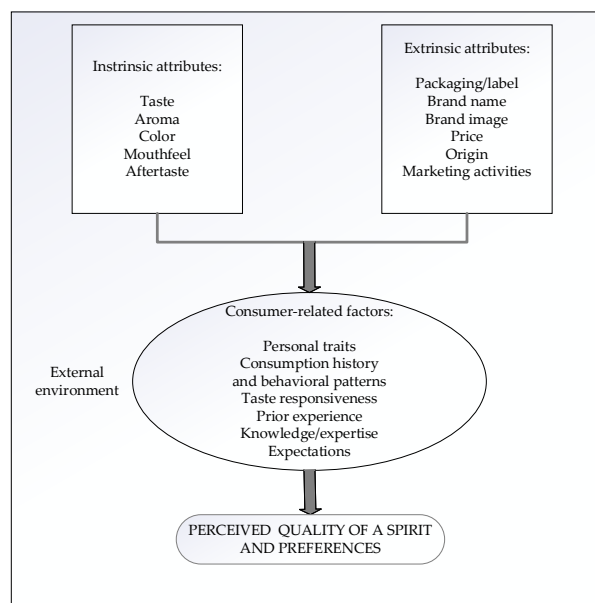 Instrinsic attributes:
Taste
Aroma
Color
Mouthfeel
Aftertaste
Extrinsic attributes:
Packaging/label
Brand name
Brand image
Price
Origin
Marketing activities
Consumer-related factors:
Personal traits
Consumption history
and behavioral patterns
Taste responsiveness
Prior experience
Knowledge/expertise
Expectations
External
environment
PERCEIVED QUALITY OF A SPIRIT
AND PREFERENCES